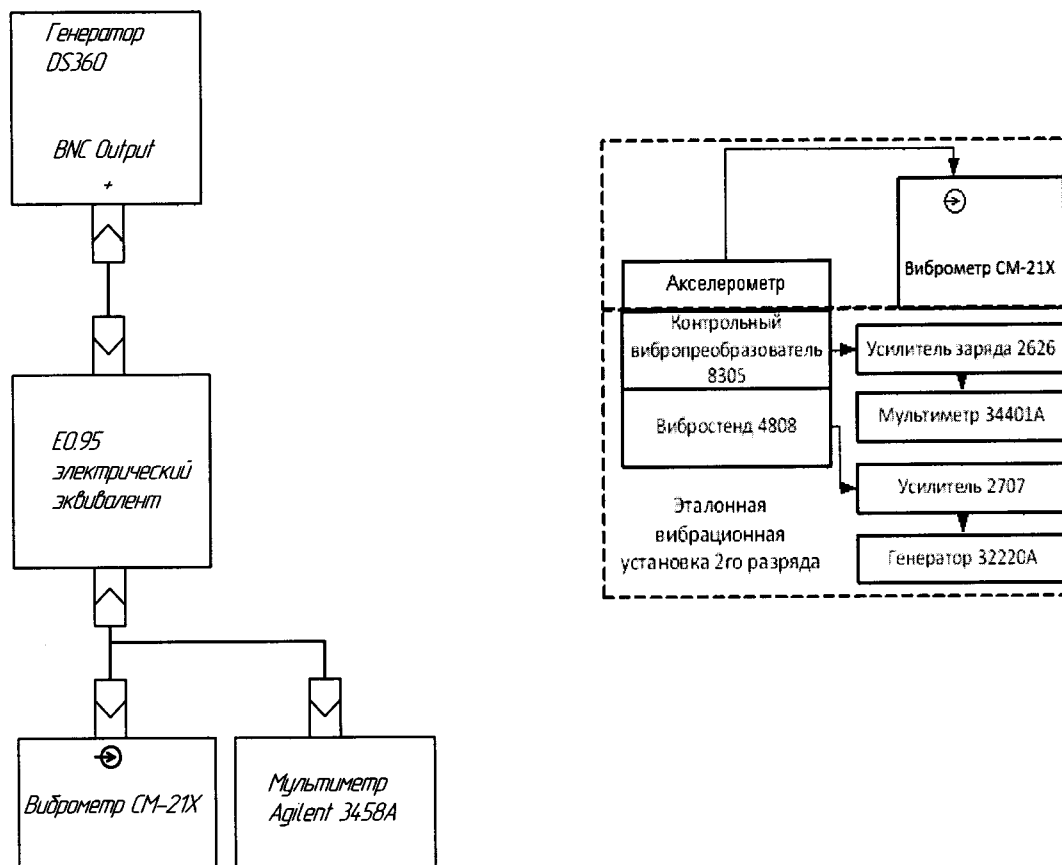 Генератор
DS360
BNC Output
+
Е0.95
электрический
эквивалент
Виброметр СМ-21Х
Мультиметр
Agilent 3458A
Виброметр СМ-21Х
Акселерометр
Контрольный
вибропреобразователь
8305
Усилитель заряда 2626
Мультиметр 34401А
Вибростенд 4808
Усилитель 2707
Генератор 32220А
Эталонная
вибрационная
установка 2го разряда